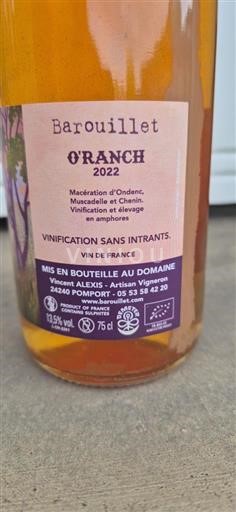 Barouillet
O'RANCH
2022
Macération d'Ondenc,
Muscadelle et Chenin.
Vinification et élevage
en amphores
VINIFICATION SANS INTRANTS.
VIN DE FRANCE
MIS EN BOUTEILLE AU DOMAINE
Vincent ALEXIS - Artisan Vigneron
24240 POMPORT - 05 53 58 42 20
www.barouillet.com
PRODUCT OF FRANCE
CONTAINS SULPHITES
13,5% vol.
75 cl